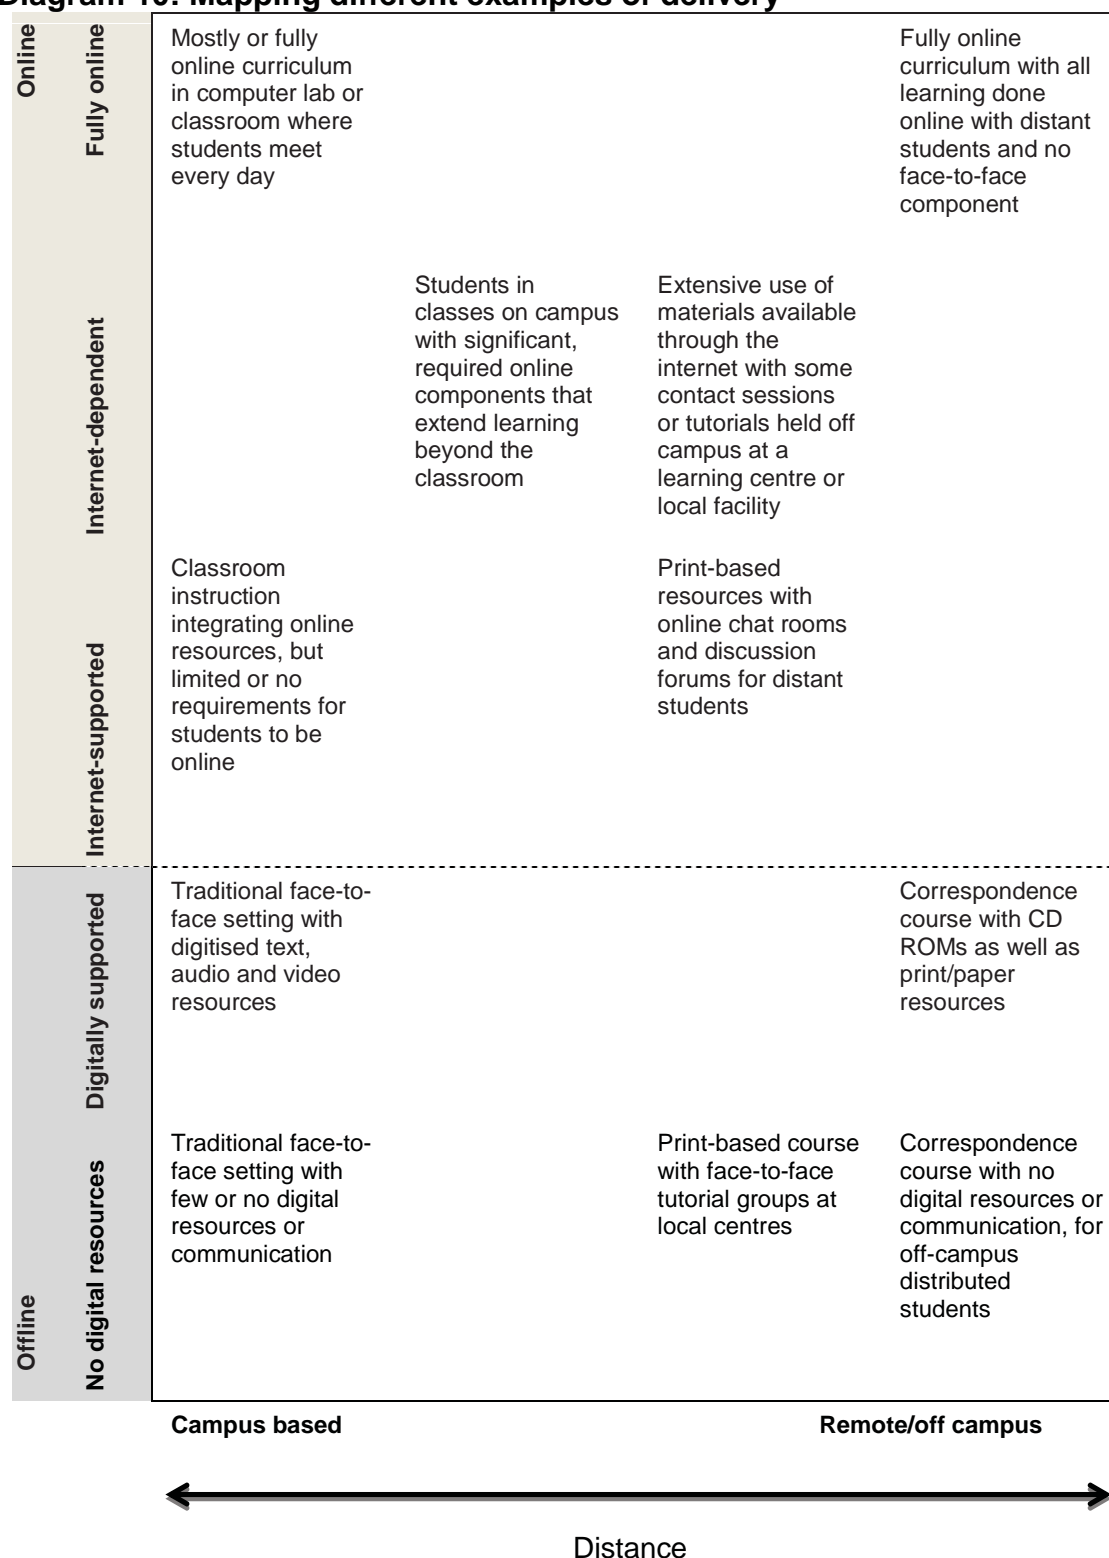 Diagram 10: Mapping different examples of delivery
Online
Fully online
Mostly or fully
online curriculum
in computer lab or
classroom where
students meet
every day
Fully online
curriculum with all
learning done
online with distant
students and no
face-to-face
component
Internet-dependent
Students in
classes on campus
with significant,
required online
components that
extend learning
beyond the
classroom
Extensive use of
materials available
through the
internet with some
contact sessions
or tutorials held off
campus at a
learning centre or
local facility
Internet-supported
Classroom
instruction
integrating online
resources, but
limited or no
requirements for
students to be
online
Print-based
resources with
online chat rooms
and discussion
forums for distant
students
Digitally supported
Traditional face-to-
face setting with
digitised text,
audio and video
resources
Correspondence
course with CD
ROMs as well as
print/paper
resources
Offline
No digital resources
Traditional face-to-
face setting with
few or no digital
resources or
communication
Print-based course
with face-to-face
tutorial groups at
local centres
Correspondence
course with no
digital resources or
communication, for
off-campus
distributed
students
Campus based
Remote/off campus
Distance